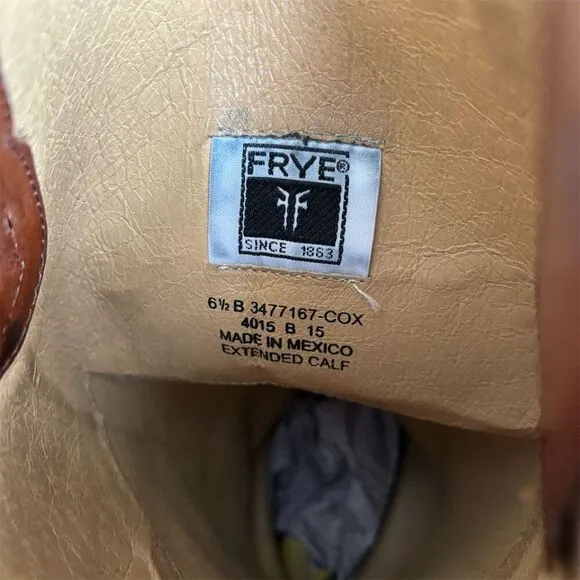 FRYE®
SINCE 1863
6½ B 3477167-COX
4015 B 15
MADE IN MEXICO
EXTENDED CALF